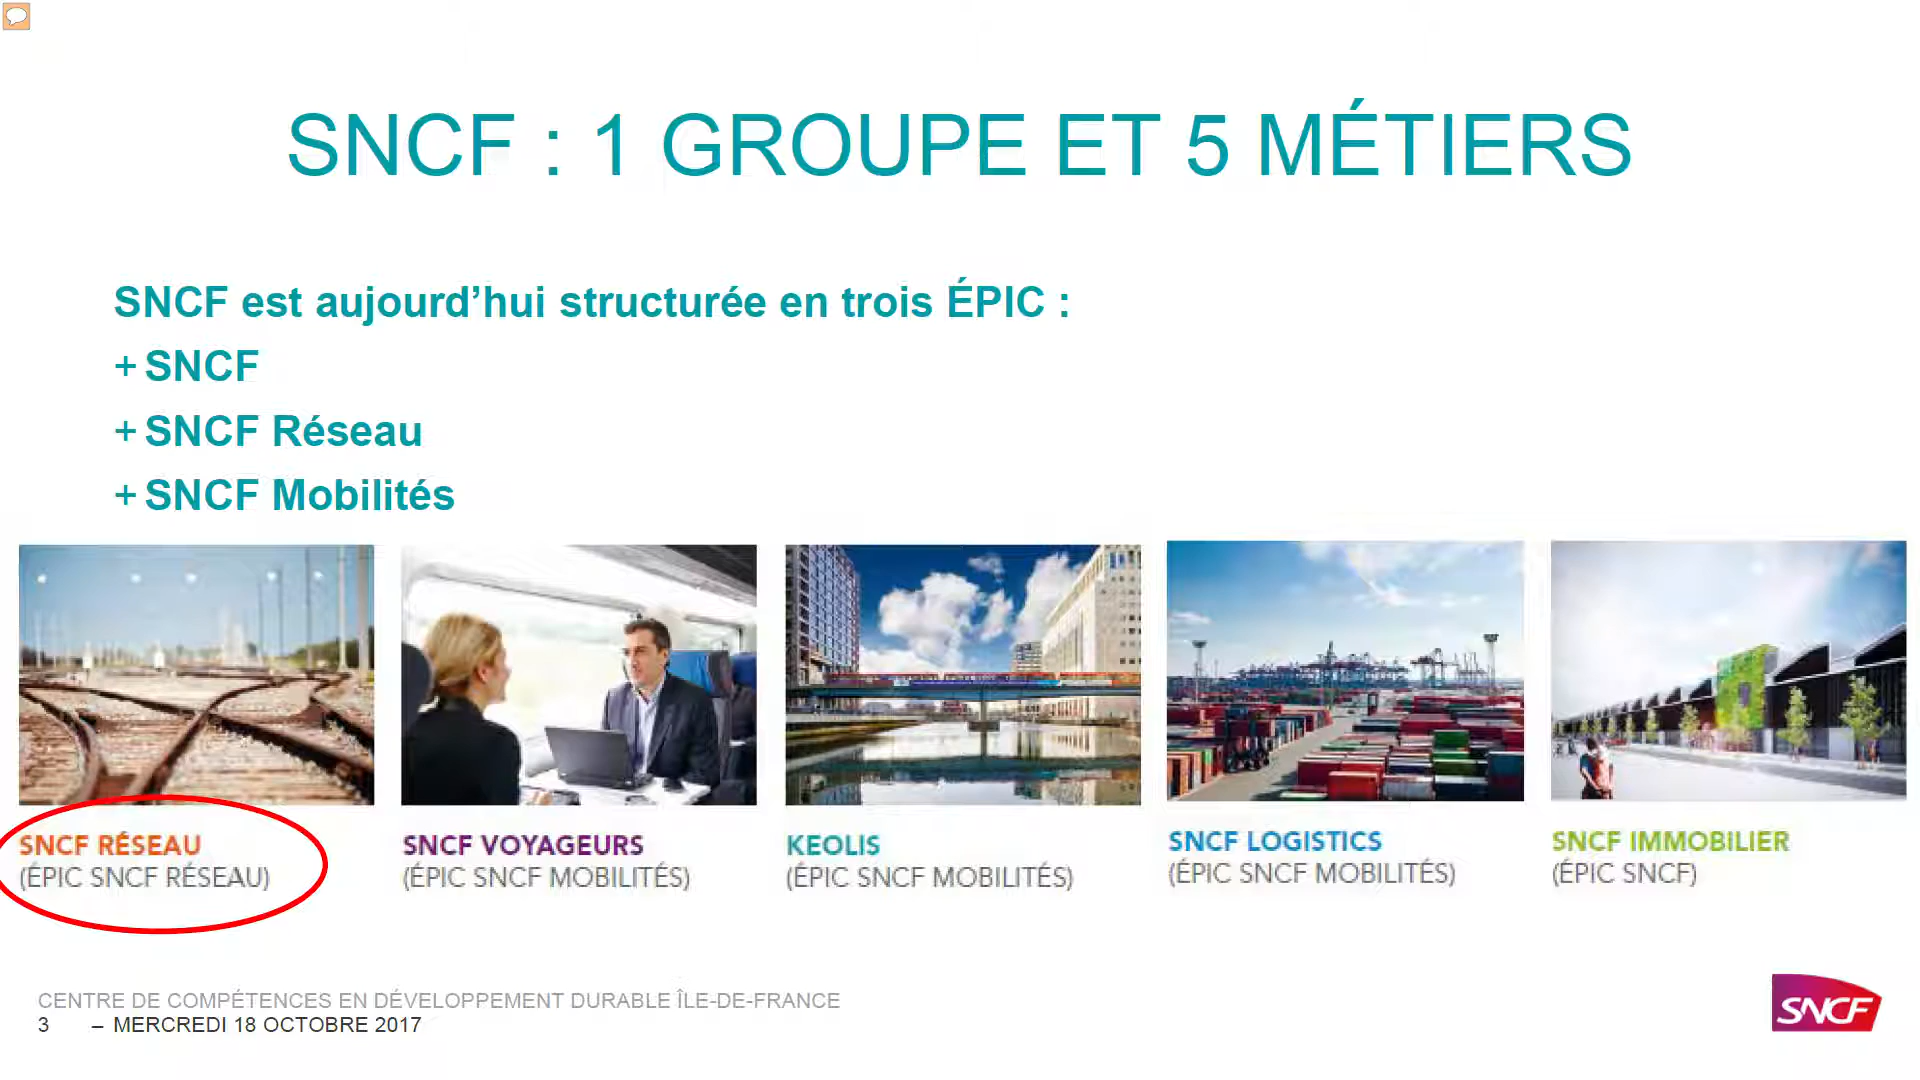 SNCF : 1 GROUPE ET 5 MÉTIERS
SNCF est aujourd’hui structurée en trois ÉPIC :
+ SNCF
+ SNCF Réseau
+ SNCF Mobilités
SNCF RÉSEAU
(ÉPIC SNCF RÉSEAU)
SNCF VOYAGEURS
(ÉPIC SNCF MOBILITÉS)
KEOLIS
(ÉPIC SNCF MOBILITÉS)
SNCF LOGISTICS
(ÉPIC SNCF MOBILITÉS)
SNCF IMMOBILIER
(ÉPIC SNCF)
CENTRE DE COMPÉTENCES EN DÉVELOPPEMENT DURABLE ÎLE-DE-FRANCE
3 – MERCREDI 18 OCTOBRE 2017
SNCF